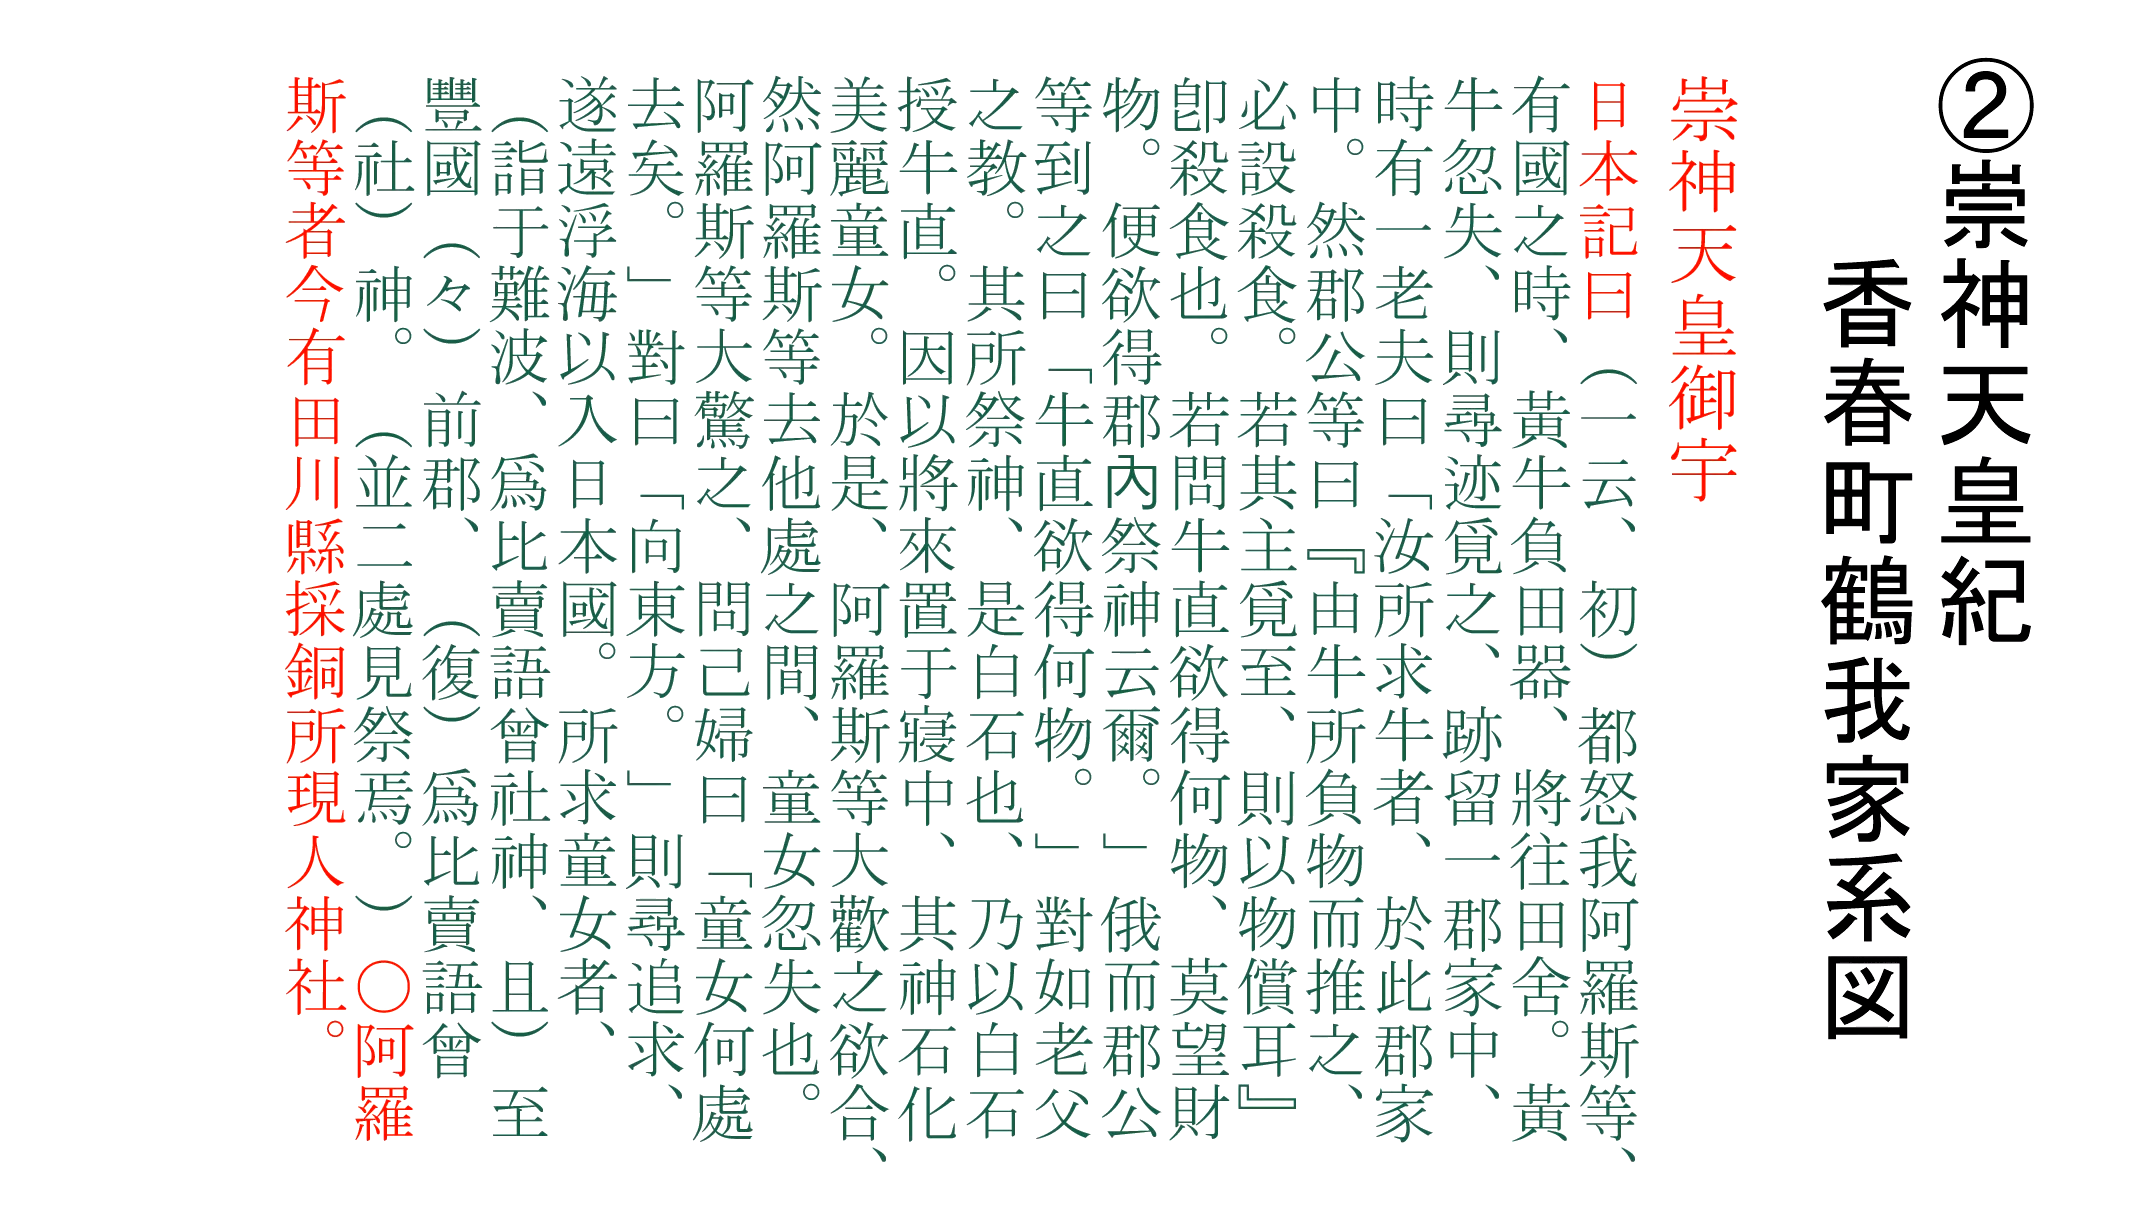 ②崇神天皇紀
香春町鶴我家系図
崇神天皇御宇
日本記曰（一云、初）都怒我阿羅斯等、
有國之時、黃牛負田器、將往田舍。黃
牛忽失、則尋迹覓之、跡留一郡家中、
時有一老夫曰「汝所求牛者、於此郡家
中。然郡公等曰『由牛所負物而推之、
必設殺食。若其主覓至、則以物償耳』
卽殺食也。若問牛直欲得何物、莫望財
物。便欲得郡內祭神云爾。」俄而郡公
等到之曰「牛直欲得何物。」對如老父
之教。其所祭神、是白石也、乃以白石
授牛直。因以將來置于寢中、其神石化
美麗童女。於是、阿羅斯等大歡之欲合、
然阿羅斯等去他處之間、童女忽失也。
阿羅斯等大驚之、問己婦曰「童女何處
去矣。」對曰「向東方。」則尋追求、
遂遠浮海以入日本國。所求童女者、
（詣于難波、爲比賣語曾社神、且）至
豐國（々）前郡、（復）爲比賣語曾
（社）神。（並二處見祭焉。）〇阿羅
斯等者今有田川縣採銅所現人神社。